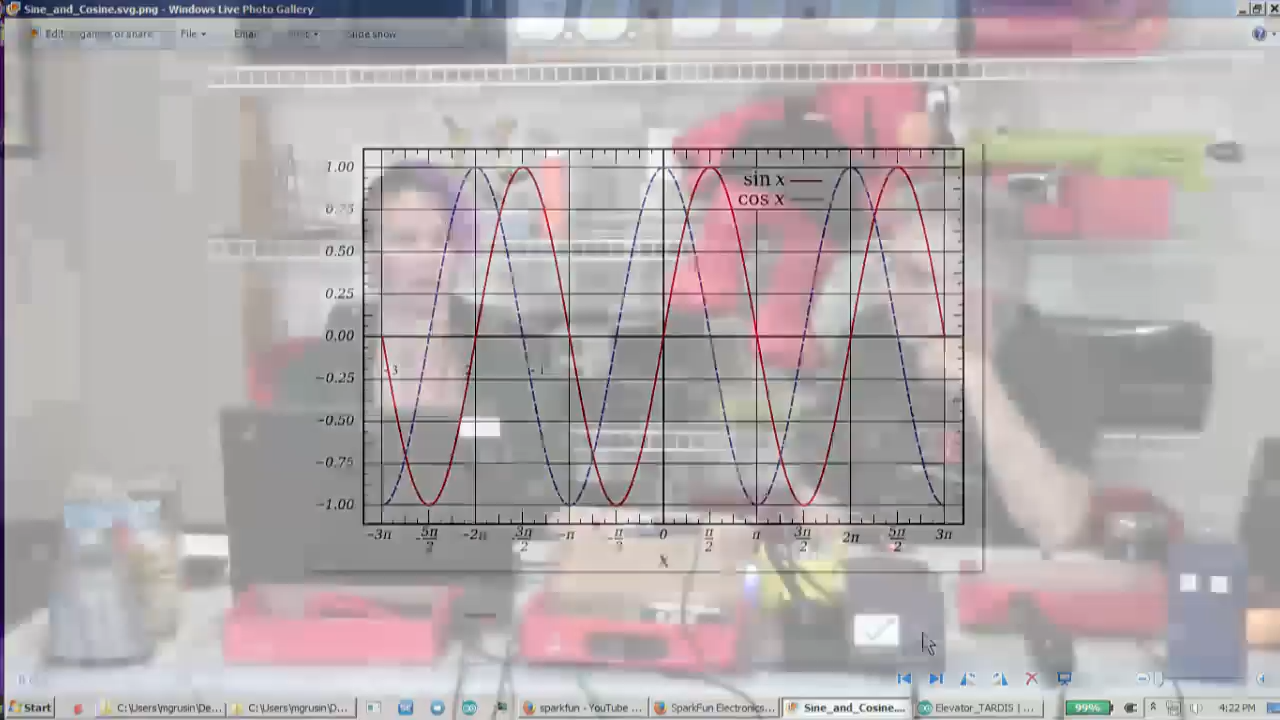 Sine_and_Cosine.svg.png - Windows Live Photo Gallery
File
Email
Slide show
1.00
sin x
0.75
cos x
0.50
0.25
0.00
-0.25
-3
2
-1
-0.50
-0.75
-1.00
-3π -5π/2 -2π 3π/2 -π -π/2 0 π/2 π 3π/2 2π 5π/2 3π
x
Start
C:\Users\mgrusin\De...
C:\Users\mgrusin\D...
sparkfun - YouTube ...
SparkFun Electronics...
Sine_and_Cosine....
Elevator_TARDIS | ...
99%
4:22 PM